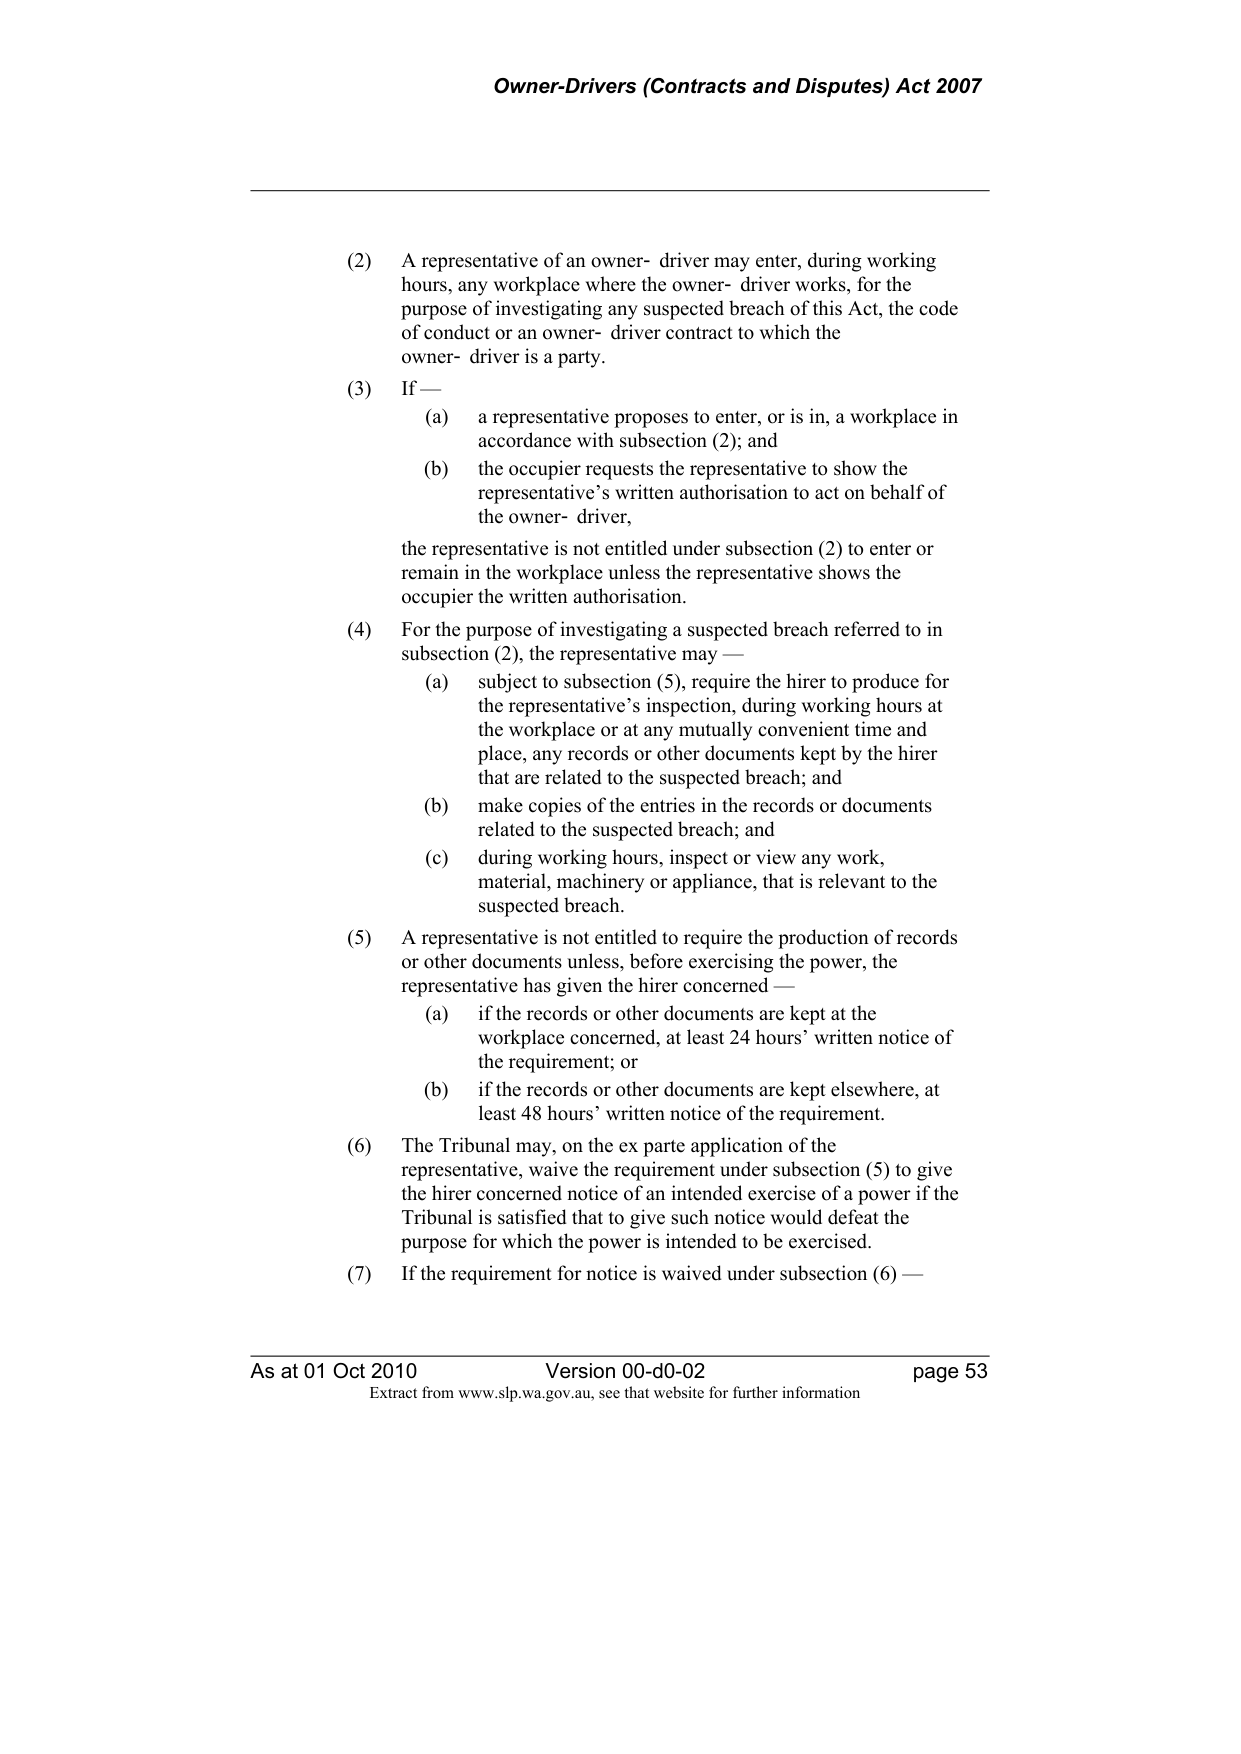 Owner-Drivers (Contracts and Disputes) Act 2007
(2) A representative of an owner- driver may enter, during working
hours, any workplace where the owner- driver works, for the
purpose of investigating any suspected breach of this Act, the code
of conduct or an owner- driver contract to which the
owner- driver is a party.
(3) If —
(a) a representative proposes to enter, or is in, a workplace in
accordance with subsection (2); and
(b) the occupier requests the representative to show the
representative’s written authorisation to act on behalf of
the owner- driver,
the representative is not entitled under subsection (2) to enter or
remain in the workplace unless the representative shows the
occupier the written authorisation.
(4) For the purpose of investigating a suspected breach referred to in
subsection (2), the representative may —
(a) subject to subsection (5), require the hirer to produce for
the representative’s inspection, during working hours at
the workplace or at any mutually convenient time and
place, any records or other documents kept by the hirer
that are related to the suspected breach; and
(b) make copies of the entries in the records or documents
related to the suspected breach; and
(c) during working hours, inspect or view any work,
material, machinery or appliance, that is relevant to the
suspected breach.
(5) A representative is not entitled to require the production of records
or other documents unless, before exercising the power, the
representative has given the hirer concerned —
(a) if the records or other documents are kept at the
workplace concerned, at least 24 hours’ written notice of
the requirement; or
(b) if the records or other documents are kept elsewhere, at
least 48 hours’ written notice of the requirement.
(6) The Tribunal may, on the ex parte application of the
representative, waive the requirement under subsection (5) to give
the hirer concerned notice of an intended exercise of a power if the
Tribunal is satisfied that to give such notice would defeat the
purpose for which the power is intended to be exercised.
(7) If the requirement for notice is waived under subsection (6) —
As at 01 Oct 2010 Version 00-d0-02 page 53
Extract from www.slp.wa.gov.au, see that website for further information